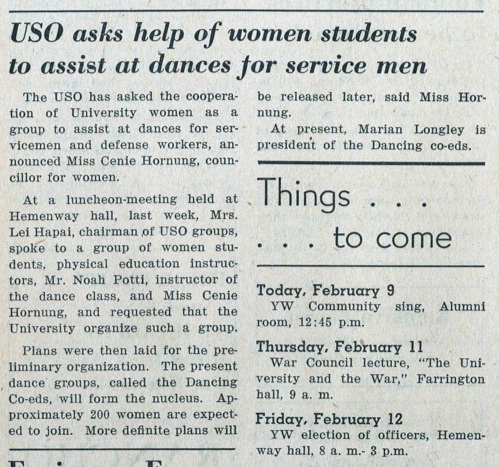 USO asks help of women students
to assist at dances for service men
The USO has asked the coopera-
tion of University women as a
group to assist at dances for ser-
vicemen and defense workers, an-
nounced Miss Cenie Hornung, coun-
cillor for women.
At a luncheon-meeting held at
Hemenway hall, last week, Mrs.
Lei Hapai, chairman of USO groups,
spoke to a group of women stu-
dents, physical education instruc-
tors, Mr. Noah Potti, instructor of
the dance class, and Miss Cenie
Hornung, and requested that the
University organize such a group.
Plans were then laid for the pre-
liminary organization. The present
dance groups, called the Dancing
Co-eds, will form the nucleus. Ap-
proximately 200 women are expect-
ed to join. More definite plans will
be released later, said Miss Hor-
nung.
At present, Marian Longley is
president of the Dancing co-eds.
Things . . .
. . . to come
Today, February 9
YW Community sing, Alumni
room, 12:45 p.m.
Thursday, February 11
War Council lecture, "The Uni-
versity and the War," Farrington
hall, 9 a. m.
Friday, February 12
YW election of officers, Hemen-
way hall, 8 a. m.- 3 p.m.